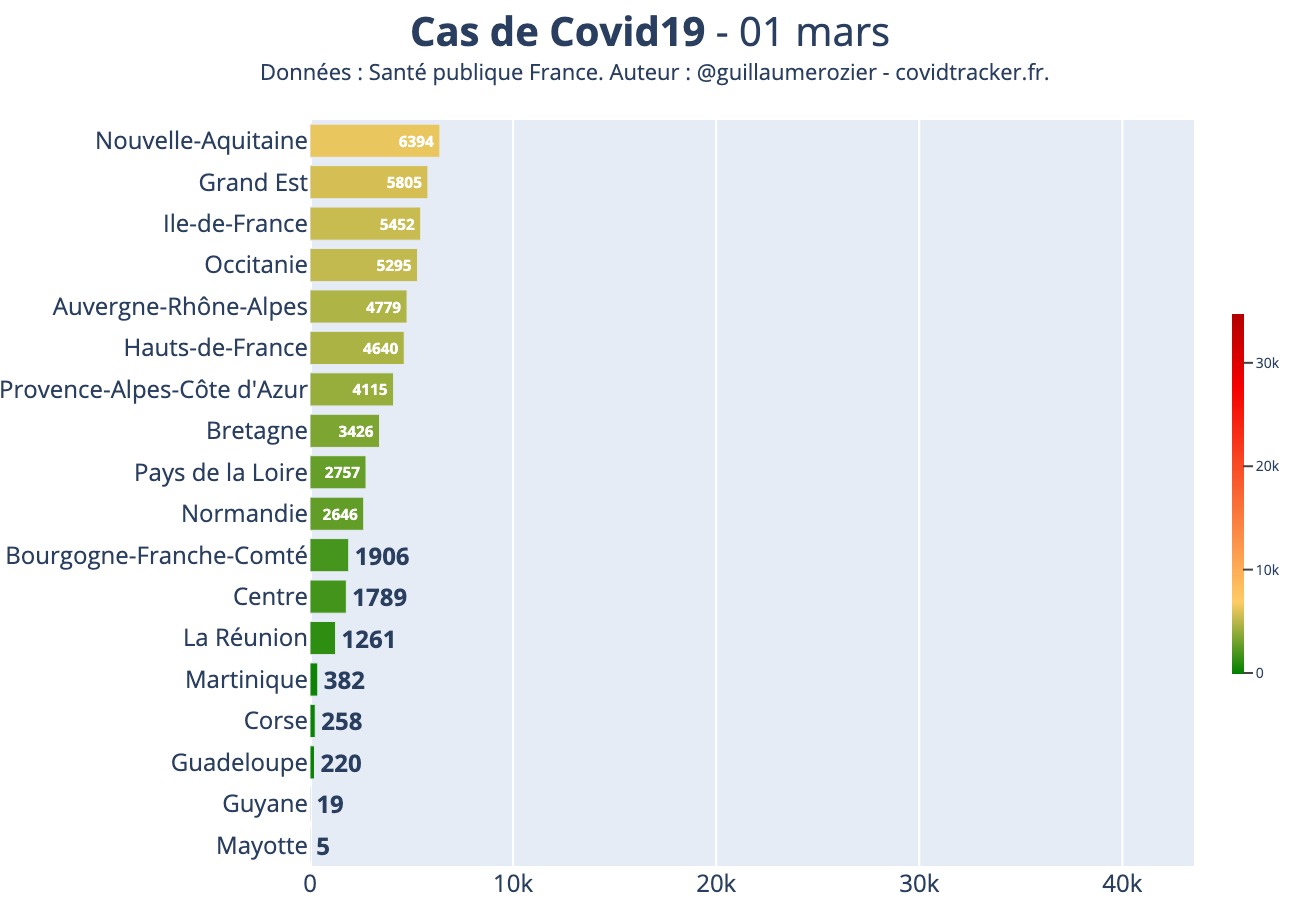 Cas de Covid19 - 01 mars
Données : Santé publique France. Auteur : @guillaumerozier - covidtracker.fr.
Nouvelle-Aquitaine 6394
Grand Est 5805
Ile-de-France 5452
Occitanie 5295
Auvergne-Rhône-Alpes 4779
Hauts-de-France 4640
Provence-Alpes-Côte d'Azur 4115
Bretagne 3426
Pays de la Loire 2757
Normandie 2646
Bourgogne-Franche-Comté 1906
Centre 1789
La Réunion 1261
Martinique 382
Corse 258
Guadeloupe 220
Guyane 19
Mayotte 5
0 10k 20k 30k 40k
30k
20k
10k
0